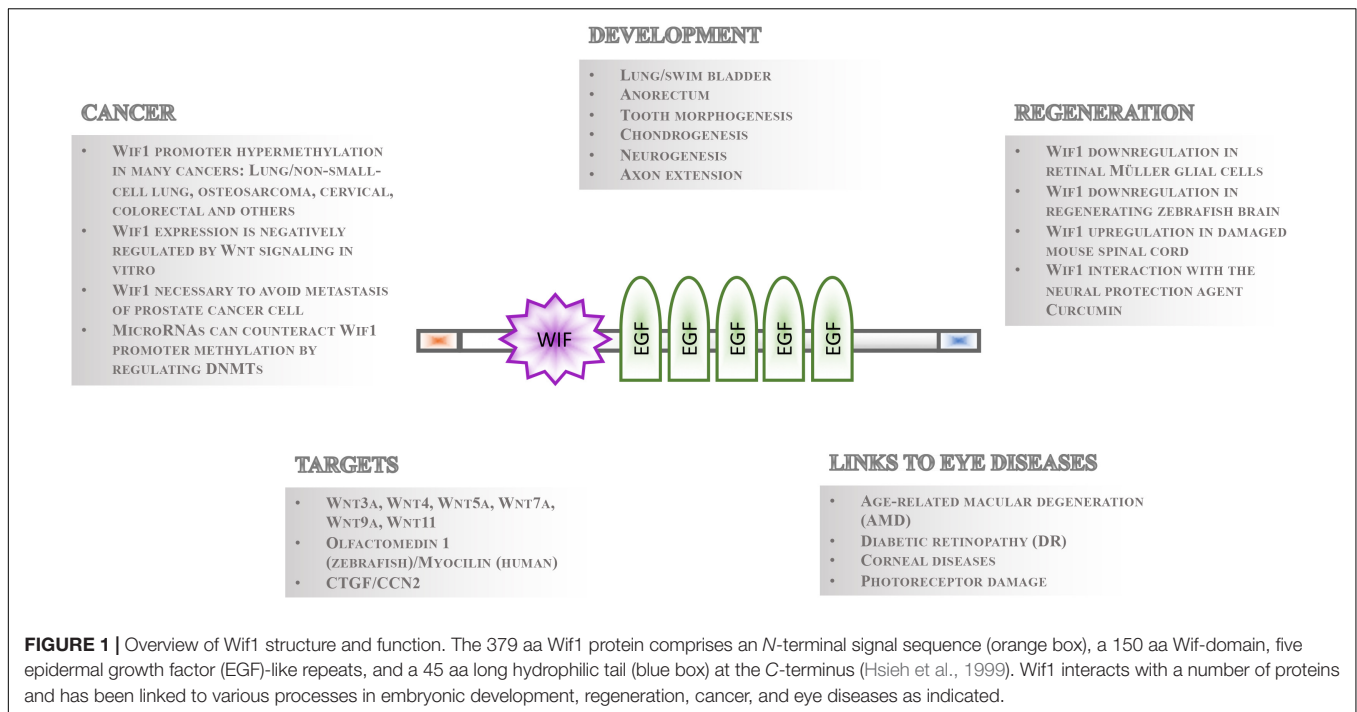 DEVELOPMENT
• LUNG/SWIM BLADDER
• ANORECTUM
• TOOTH MORPHOGENESIS
• CHONDROGENESIS
• NEUROGENESIS
• AXON EXTENSION
CANCER
• WIF1 PROMOTER HYPERMETHYLATION
IN MANY CANCERS: LUNG/NON-SMALL-
CELL LUNG, OSTEOSARCOMA, CERVICAL,
COLORECTAL AND OTHERS
• WIF1 EXPRESSION IS NEGATIVELY
REGULATED BY WNT SIGNALING IN
VITRO
• WIF1 NECESSARY TO AVOID METASTASIS
OF PROSTATE CANCER CELL
• MICRORNAS CAN COUNTERACT WIF1
PROMOTER METHYLATION BY
REGULATING DNMTS
REGENERATION
• WIF1 DOWNREGULATION IN
RETINAL MÜLLER GLIAL CELLS
• WIF1 DOWNREGULATION IN
REGENERATING ZEBRAFISH BRAIN
• WIF1 UPREGULATION IN DAMAGED
MOUSE SPINAL CORD
• WIF1 INTERACTION WITH THE
NEURAL PROTECTION AGENT
CURCUMIN
WIF
EGF
EGF
EGF
EGF
EGF
TARGETS
• WNT3A, WNT4, WNT5A, WNT7A,
WNT9A, WNT11
• OLFACTOMEDIN 1
(ZEBRAFISH)/MYOCILIN (HUMAN)
• CTGF/CCN2
LINKS TO EYE DISEASES
• AGE-RELATED MACULAR DEGENERATION
(AMD)
• DIABETIC RETINOPATHY (DR)
• CORNEAL DISEASES
• PHOTORECEPTOR DAMAGE
FIGURE 1 | Overview of Wif1 structure and function. The 379 aa Wif1 protein comprises an N-terminal signal sequence (orange box), a 150 aa Wif-domain, five
epidermal growth factor (EGF)-like repeats, and a 45 aa long hydrophilic tail (blue box) at the C-terminus (Hsieh et al., 1999). Wif1 interacts with a number of proteins
and has been linked to various processes in embryonic development, regeneration, cancer, and eye diseases as indicated.